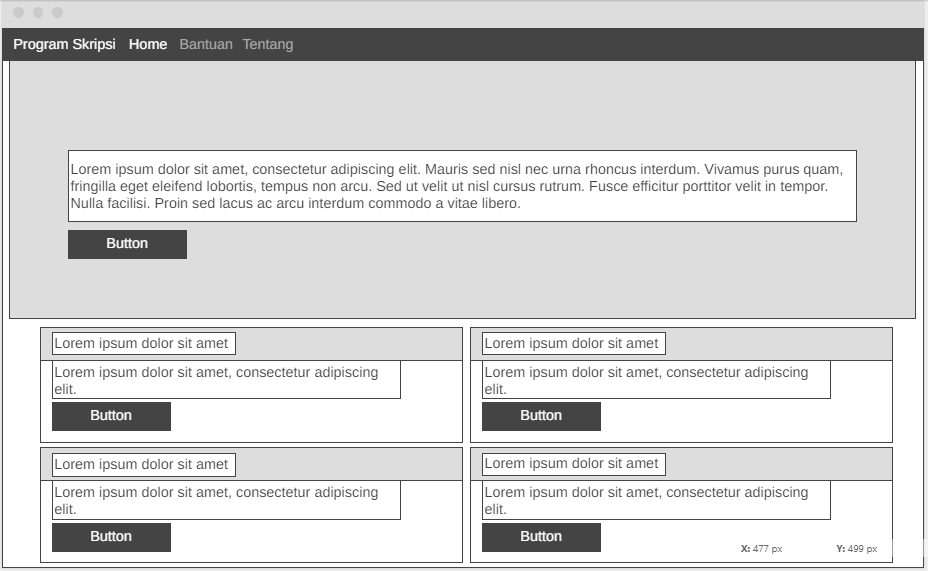 Program Skripsi Home Bantuan Tentang
Lorem ipsum dolor sit amet, consectetur adipiscing elit. Mauris sed nisl nec urna rhoncus interdum. Vivamus purus quam,
fringilla eget eleifend lobortis, tempus non arcu. Sed ut velit ut nisl cursus rutrum. Fusce efficitur porttitor velit in tempor.
Nulla facilisi. Proin sed lacus ac arcu interdum commodo a vitae libero.
Button
Lorem ipsum dolor sit amet
Lorem ipsum dolor sit amet, consectetur adipiscing
elit.
Button
Lorem ipsum dolor sit amet
Lorem ipsum dolor sit amet, consectetur adipiscing
elit.
Button
Lorem ipsum dolor sit amet
Lorem ipsum dolor sit amet, consectetur adipiscing
elit.
Button
Lorem ipsum dolor sit amet
Lorem ipsum dolor sit amet, consectetur adipiscing
elit.
Button
X: 477 px Y: 499 px